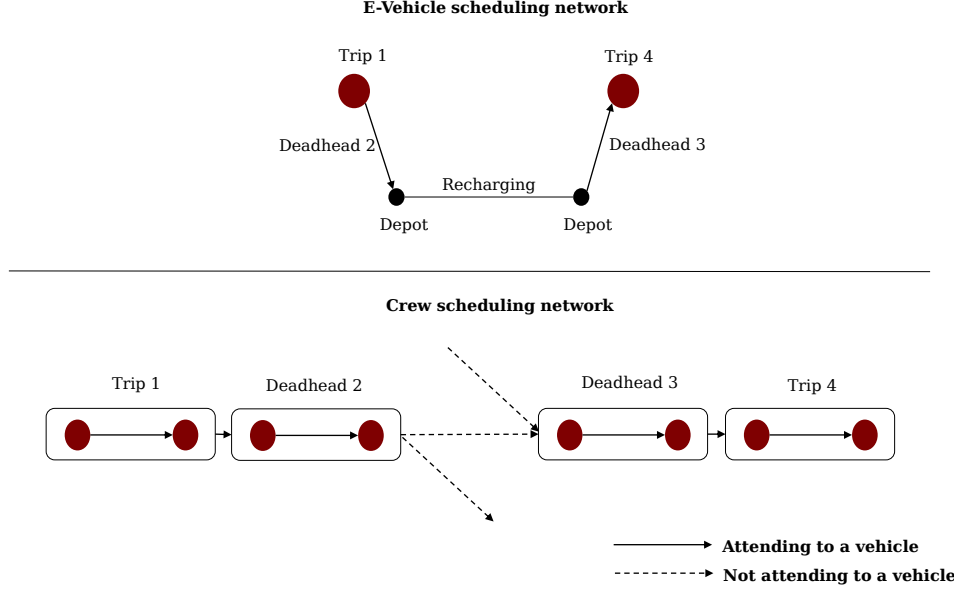 E-Vehicle scheduling network
Trip 1
Trip 4
Deadhead 2
Deadhead 3
Recharging
Depot
Depot
Crew scheduling network
Trip 1
Deadhead 2
Deadhead 3
Trip 4
Attending to a vehicle
Not attending to a vehicle